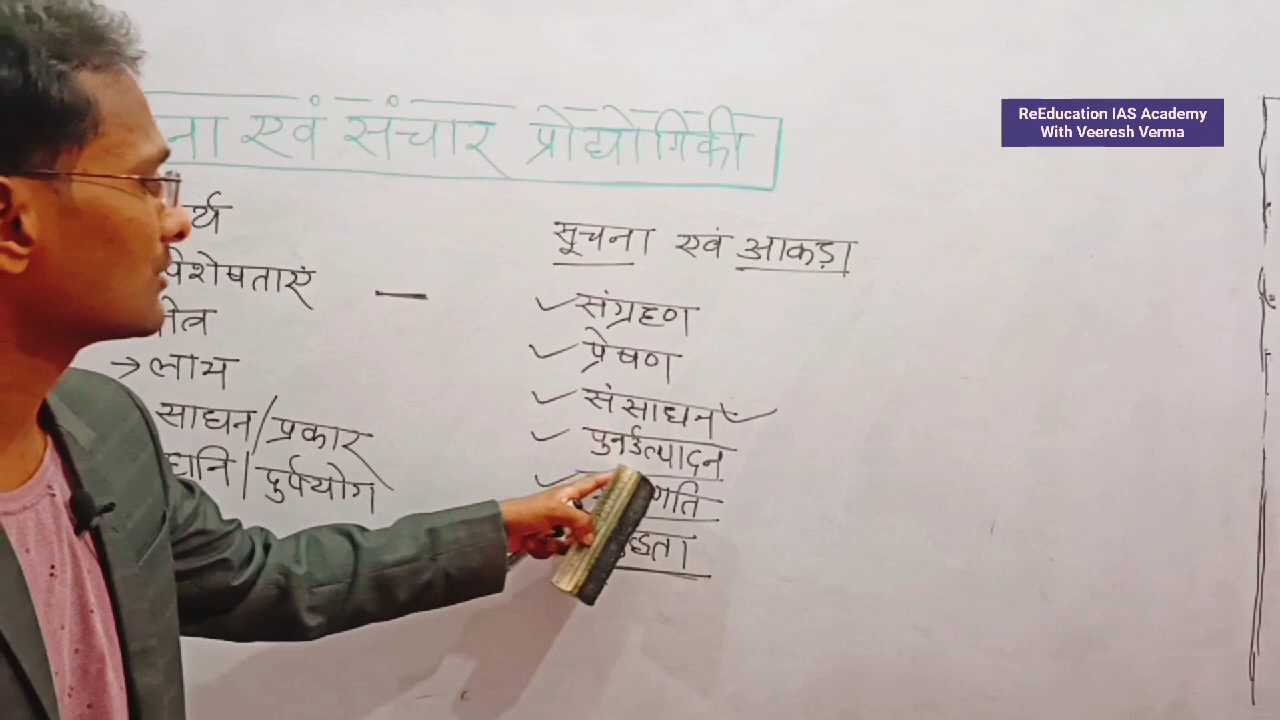 एवं संचार प्रोद्योगिकी
ReEducation IAS Academy
With Veeresh Verma
विशेषताएं —
→ लाभ
साधन/प्रकार
हानि/दुर्पयोग
सूचना एवं आकड़ा
✓ संग्रहण
✓ प्रेषण
✓ संसाधन ✓
✓ पुनर्उत्पादन